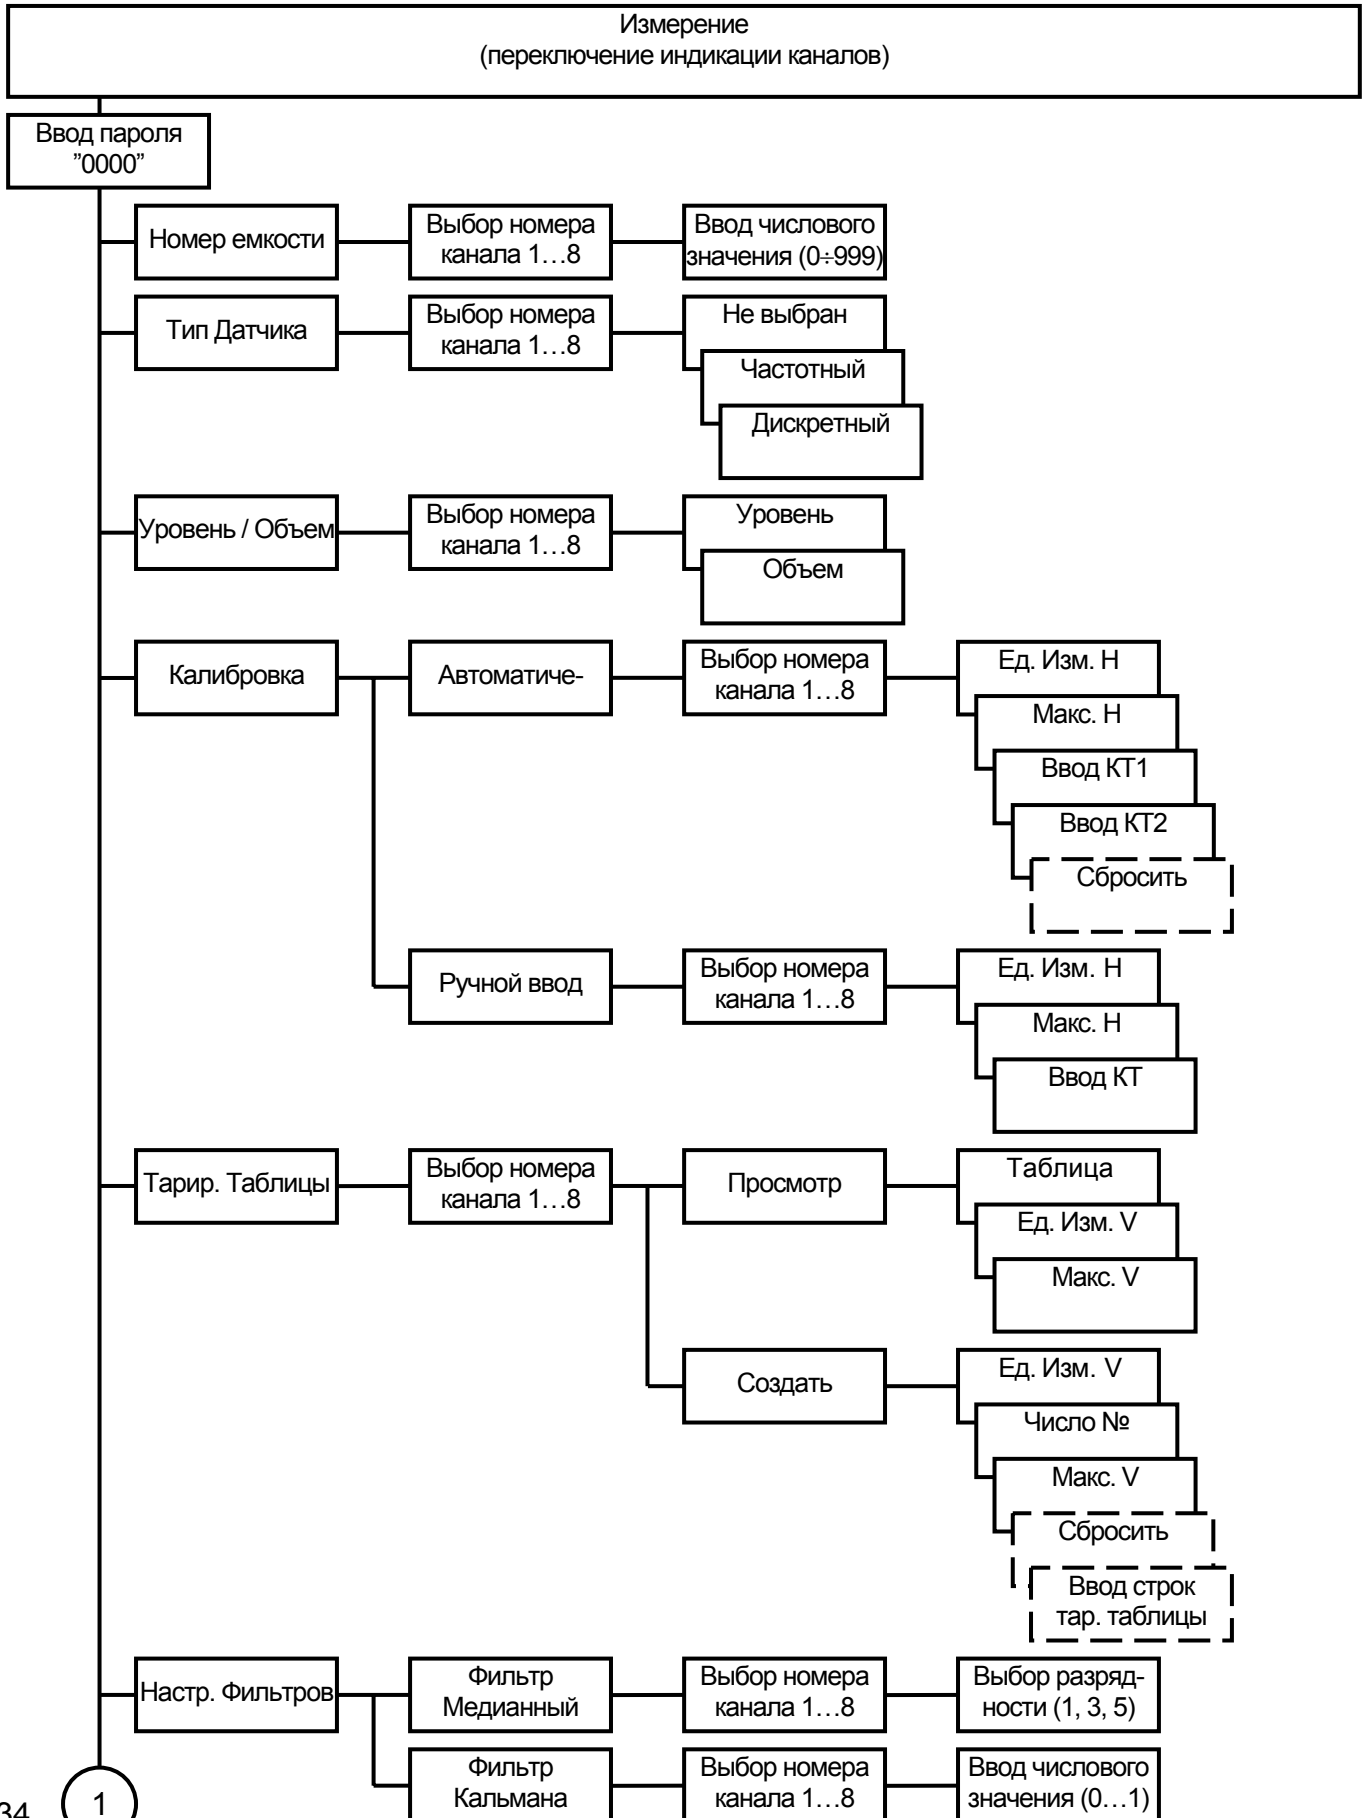 Измерение
(переключение индикации каналов)
Ввод пароля
”0000”
Номер емкости
Выбор номера
канала 1…8
Ввод числового
значения (0÷999)
Тип Датчика
Выбор номера
канала 1…8
Не выбран
Частотный
Дискретный
Уровень / Объем
Выбор номера
канала 1…8
Уровень
Объем
Калибровка
Автоматиче-
Выбор номера
канала 1…8
Ед. Изм. H
Макс. H
Ввод КТ1
Ввод КТ2
Сбросить
Ручной ввод
Выбор номера
канала 1…8
Ед. Изм. H
Макс. H
Ввод КТ
Тарир. Таблицы
Выбор номера
канала 1…8
Просмотр
Таблица
Ед. Изм. V
Макс. V
Создать
Ед. Изм. V
Число №
Макс. V
Сбросить
Ввод строк
тар. таблицы
Настр. Фильтров
Фильтр
Медианный
Выбор номера
канала 1…8
Выбор разряд-
ности (1, 3, 5)
Фильтр
Кальмана
Выбор номера
канала 1…8
Ввод числового
значения (0…1)
34
1